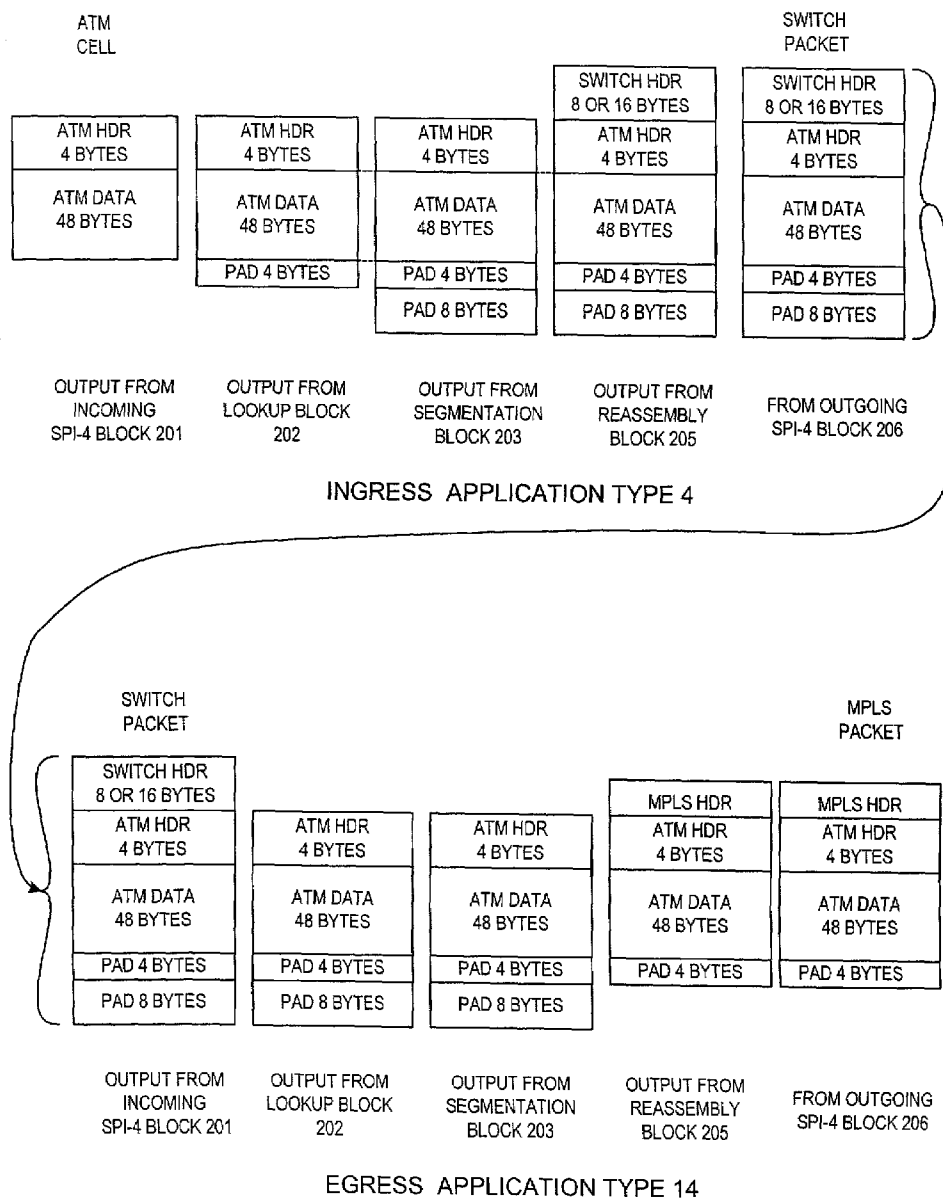 ATM
CELL
ATM HDR
4 BYTES
ATM DATA
48 BYTES
OUTPUT FROM
INCOMING
SPI-4 BLOCK 201
ATM HDR
4 BYTES
ATM DATA
48 BYTES
PAD 4 BYTES
OUTPUT FROM
LOOKUP BLOCK
202
ATM HDR
4 BYTES
ATM DATA
48 BYTES
PAD 4 BYTES
PAD 8 BYTES
OUTPUT FROM
SEGMENTATION
BLOCK 203
SWITCH HDR
8 OR 16 BYTES
ATM HDR
4 BYTES
ATM DATA
48 BYTES
PAD 4 BYTES
PAD 8 BYTES
OUTPUT FROM
REASSEMBLY
BLOCK 205
SWITCH
PACKET
SWITCH HDR
8 OR 16 BYTES
ATM HDR
4 BYTES
ATM DATA
48 BYTES
PAD 4 BYTES
PAD 8 BYTES
FROM OUTGOING
SPI-4 BLOCK 206
INGRESS APPLICATION TYPE 4
SWITCH
PACKET
SWITCH HDR
8 OR 16 BYTES
ATM HDR
4 BYTES
ATM DATA
48 BYTES
PAD 4 BYTES
PAD 8 BYTES
OUTPUT FROM
INCOMING
SPI-4 BLOCK 201
ATM HDR
4 BYTES
ATM DATA
48 BYTES
PAD 4 BYTES
PAD 8 BYTES
OUTPUT FROM
LOOKUP BLOCK
202
ATM HDR
4 BYTES
ATM DATA
48 BYTES
PAD 4 BYTES
PAD 8 BYTES
OUTPUT FROM
SEGMENTATION
BLOCK 203
MPLS HDR
ATM HDR
4 BYTES
ATM DATA
48 BYTES
PAD 4 BYTES
OUTPUT FROM
REASSEMBLY
BLOCK 205
MPLS
PACKET
MPLS HDR
ATM HDR
4 BYTES
ATM DATA
48 BYTES
PAD 4 BYTES
FROM OUTGOING
SPI-4 BLOCK 206
EGRESS APPLICATION TYPE 14